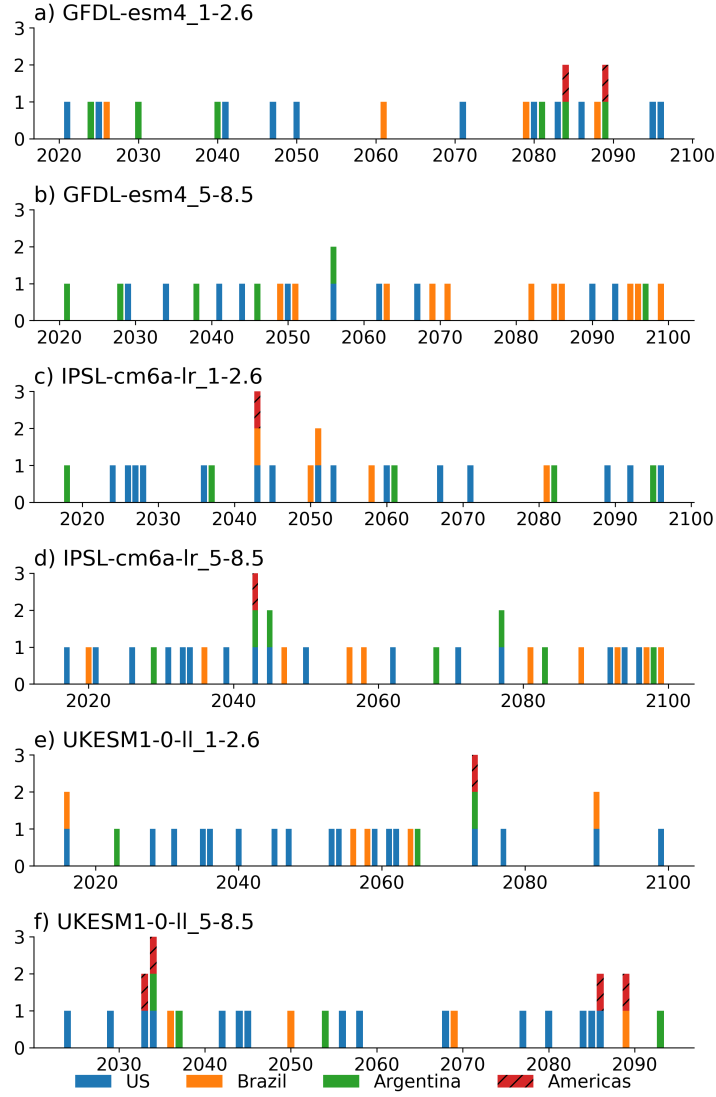 a) GFDL-esm4_1-2.6
3
2
1
0
2020 2030 2040 2050 2060 2070 2080 2090 2100
b) GFDL-esm4_5-8.5
3
2
1
0
2020 2030 2040 2050 2060 2070 2080 2090 2100
c) IPSL-cm6a-lr_1-2.6
3
2
1
0
2020 2030 2040 2050 2060 2070 2080 2090 2100
d) IPSL-cm6a-lr_5-8.5
3
2
1
0
2020 2040 2060 2080 2100
e) UKESM1-0-ll_1-2.6
3
2
1
0
2020 2040 2060 2080 2100
f) UKESM1-0-ll_5-8.5
3
2
1
0
2030 2040 2050 2060 2070 2080 2090
US Brazil Argentina Americas